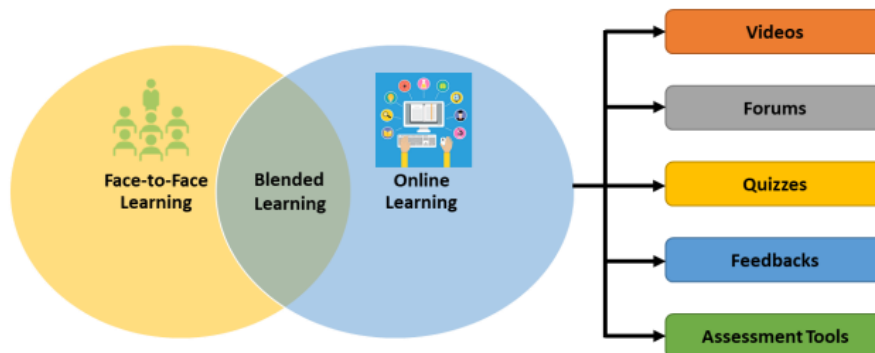 Face-to-Face
Learning
Blended
Learning
Online
Learning
Videos
Forums
Quizzes
Feedbacks
Assessment Tools